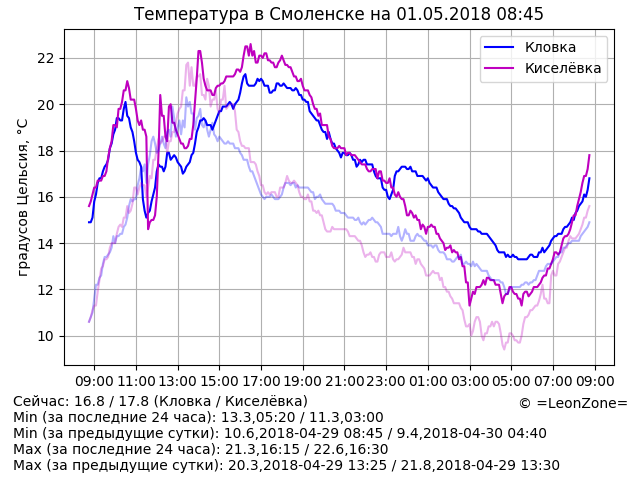 Температура в Смоленске на 01.05.2018 08:45
Кловка
Киселёвка
градусов Цельсия, °C
22
20
18
16
14
12
10
09:00 11:00 13:00 15:00 17:00 19:00 21:00 23:00 01:00 03:00 05:00 07:00 09:00
Сейчас: 16.8 / 17.8 (Кловка / Киселёвка)
© =LeonZone=
Min (за последние 24 часа): 13.3,05:20 / 11.3,03:00
Min (за предыдущие сутки): 10.6,2018-04-29 08:45 / 9.4,2018-04-30 04:40
Max (за последние 24 часа): 21.3,16:15 / 22.6,16:30
Max (за предыдущие сутки): 20.3,2018-04-29 13:25 / 21.8,2018-04-29 13:30